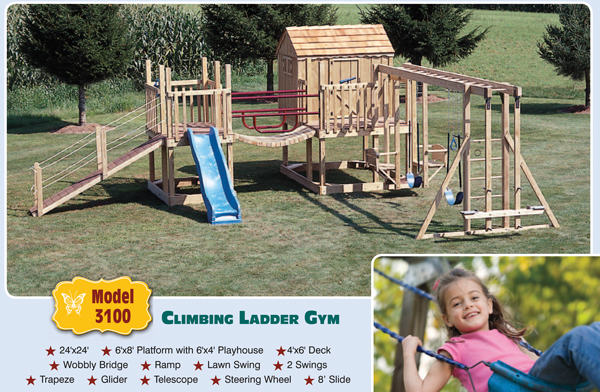 Model
3100
Climbing Ladder Gym
★ 24'x24' ★ 6'x8' Platform with 6'x4' Playhouse ★ 4'x6' Deck
★ Wobbly Bridge ★ Ramp ★ Lawn Swing ★ 2 Swings
★ Trapeze ★ Glider ★ Telescope ★ Steering Wheel ★ 8' Slide